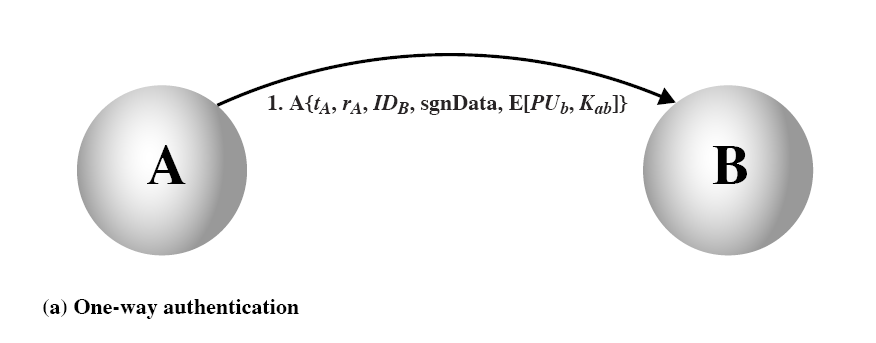 1. A{tA, rA, IDB, sgnData, E[PUb, Kab]}
A
B
(a) One-way authentication